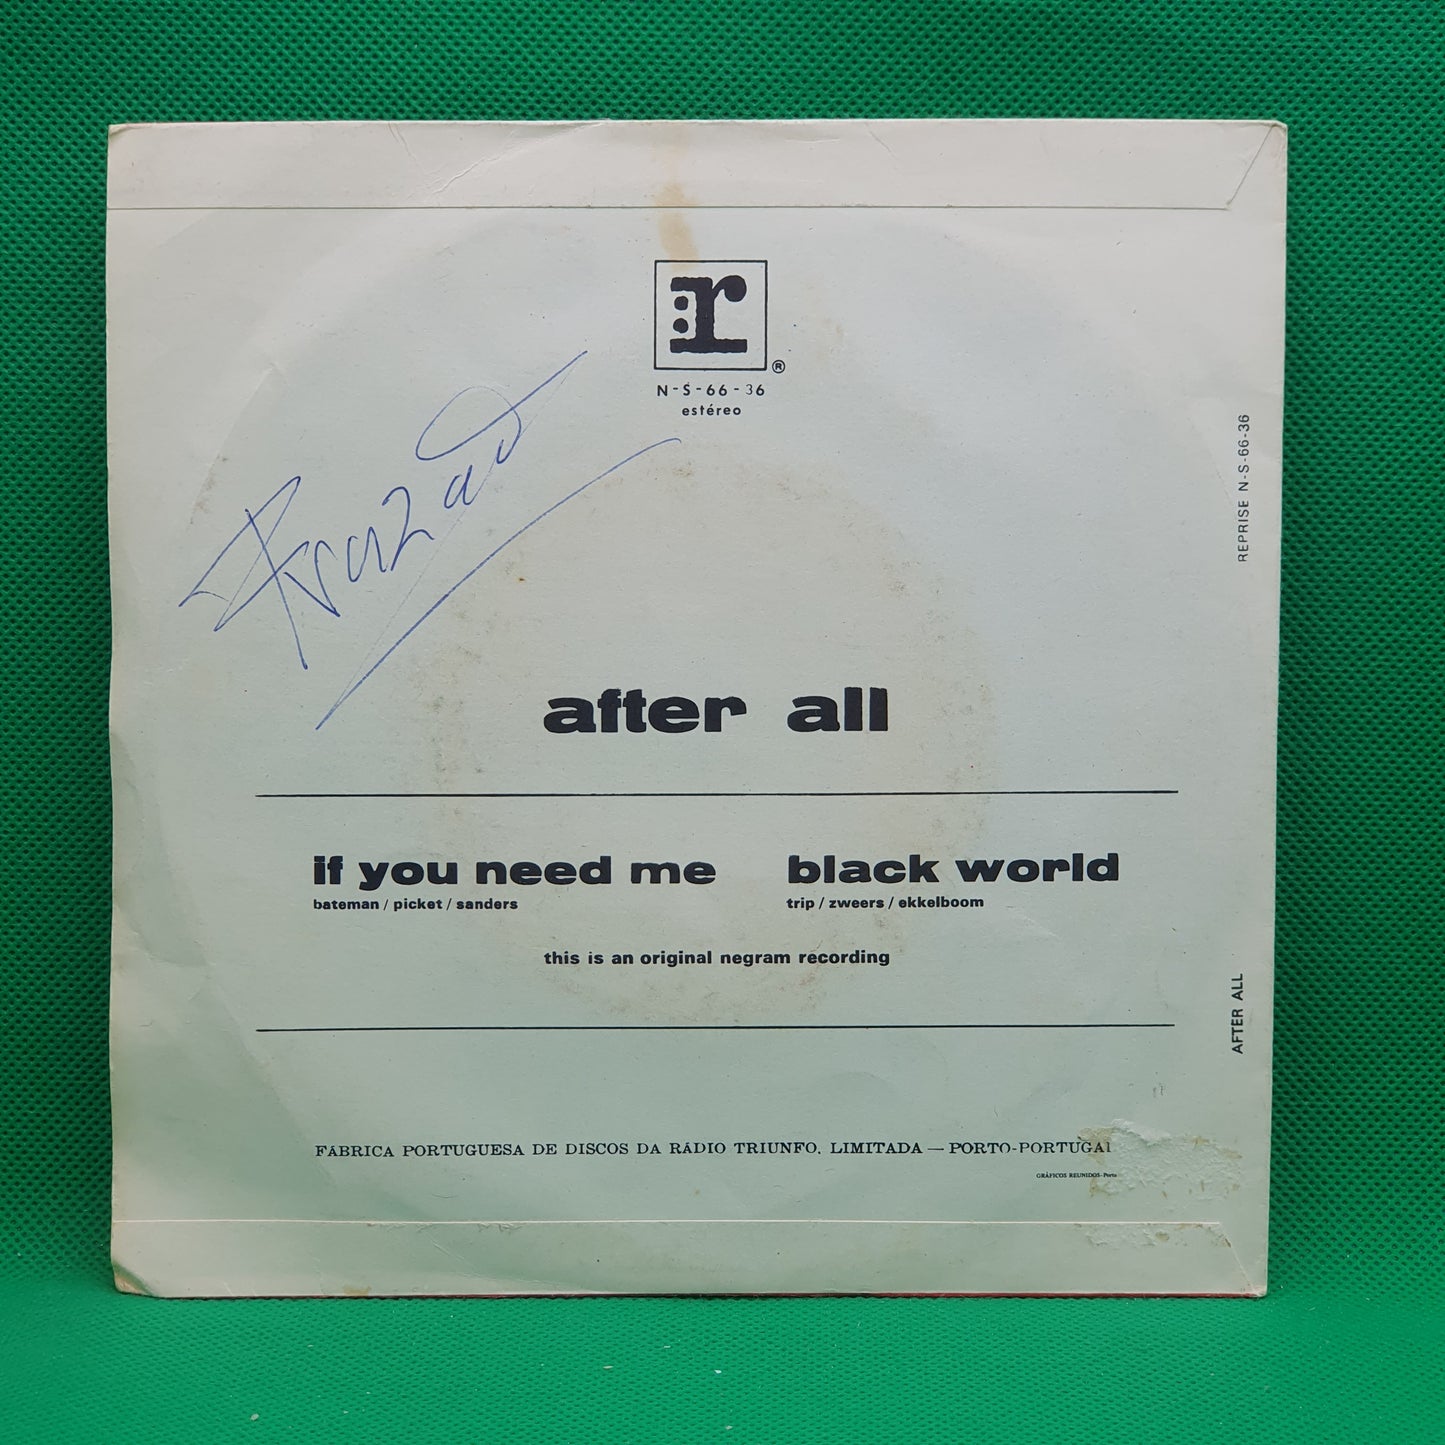 r
®
N-S-66-36
estéreo
REPRISE N-S-66-36
after all
if you need me
bateman / picket / sanders
black world
trip / zweers / ekkelboom
this is an original negram recording
AFTER ALL
FÁBRICA PORTUGUESA DE DISCOS DA RÁDIO TRIUNFO, LIMITADA — PORTO-PORTUGAL
GRÁFICOS REUNIDOS-Porto